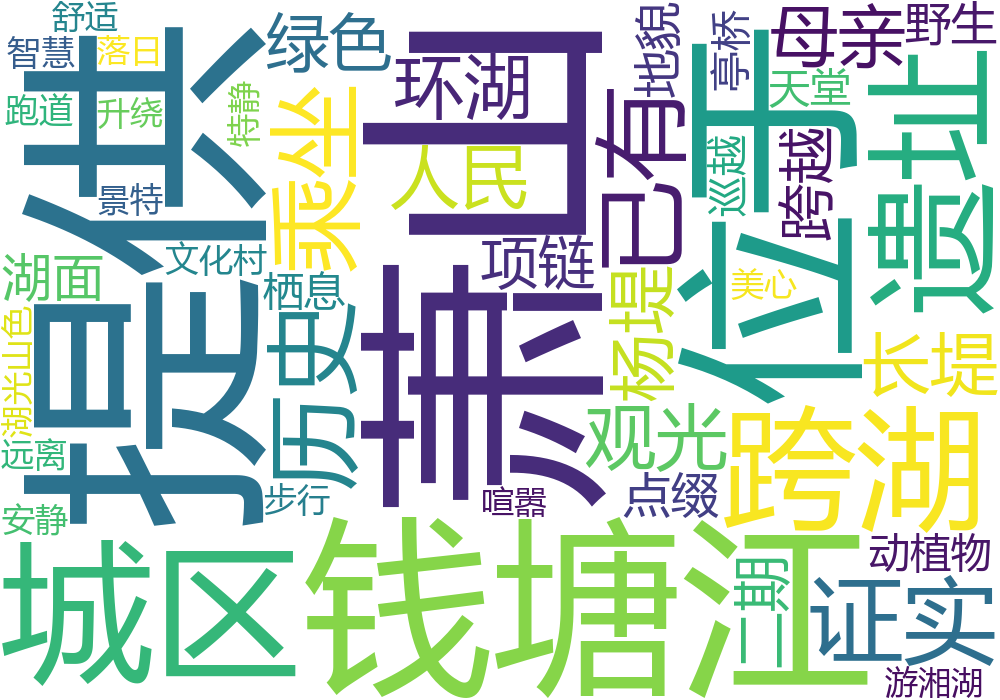 舒适
智慧
落日
跑道
升绕
特静
景特
文化村
湖面
湖光山色
远离
安静
提供
绿色
乘坐
栖息
历史
步行
环湖
人民
萧山
项链
喧嚣
已有
杨堤
观光
点缀
地貌
亭桥
巡越
位于
美心
母亲
野生
天堂
跨越
遗址
长堤
跨湖
城区
钱塘江
二期
动植物
证实
游湘湖